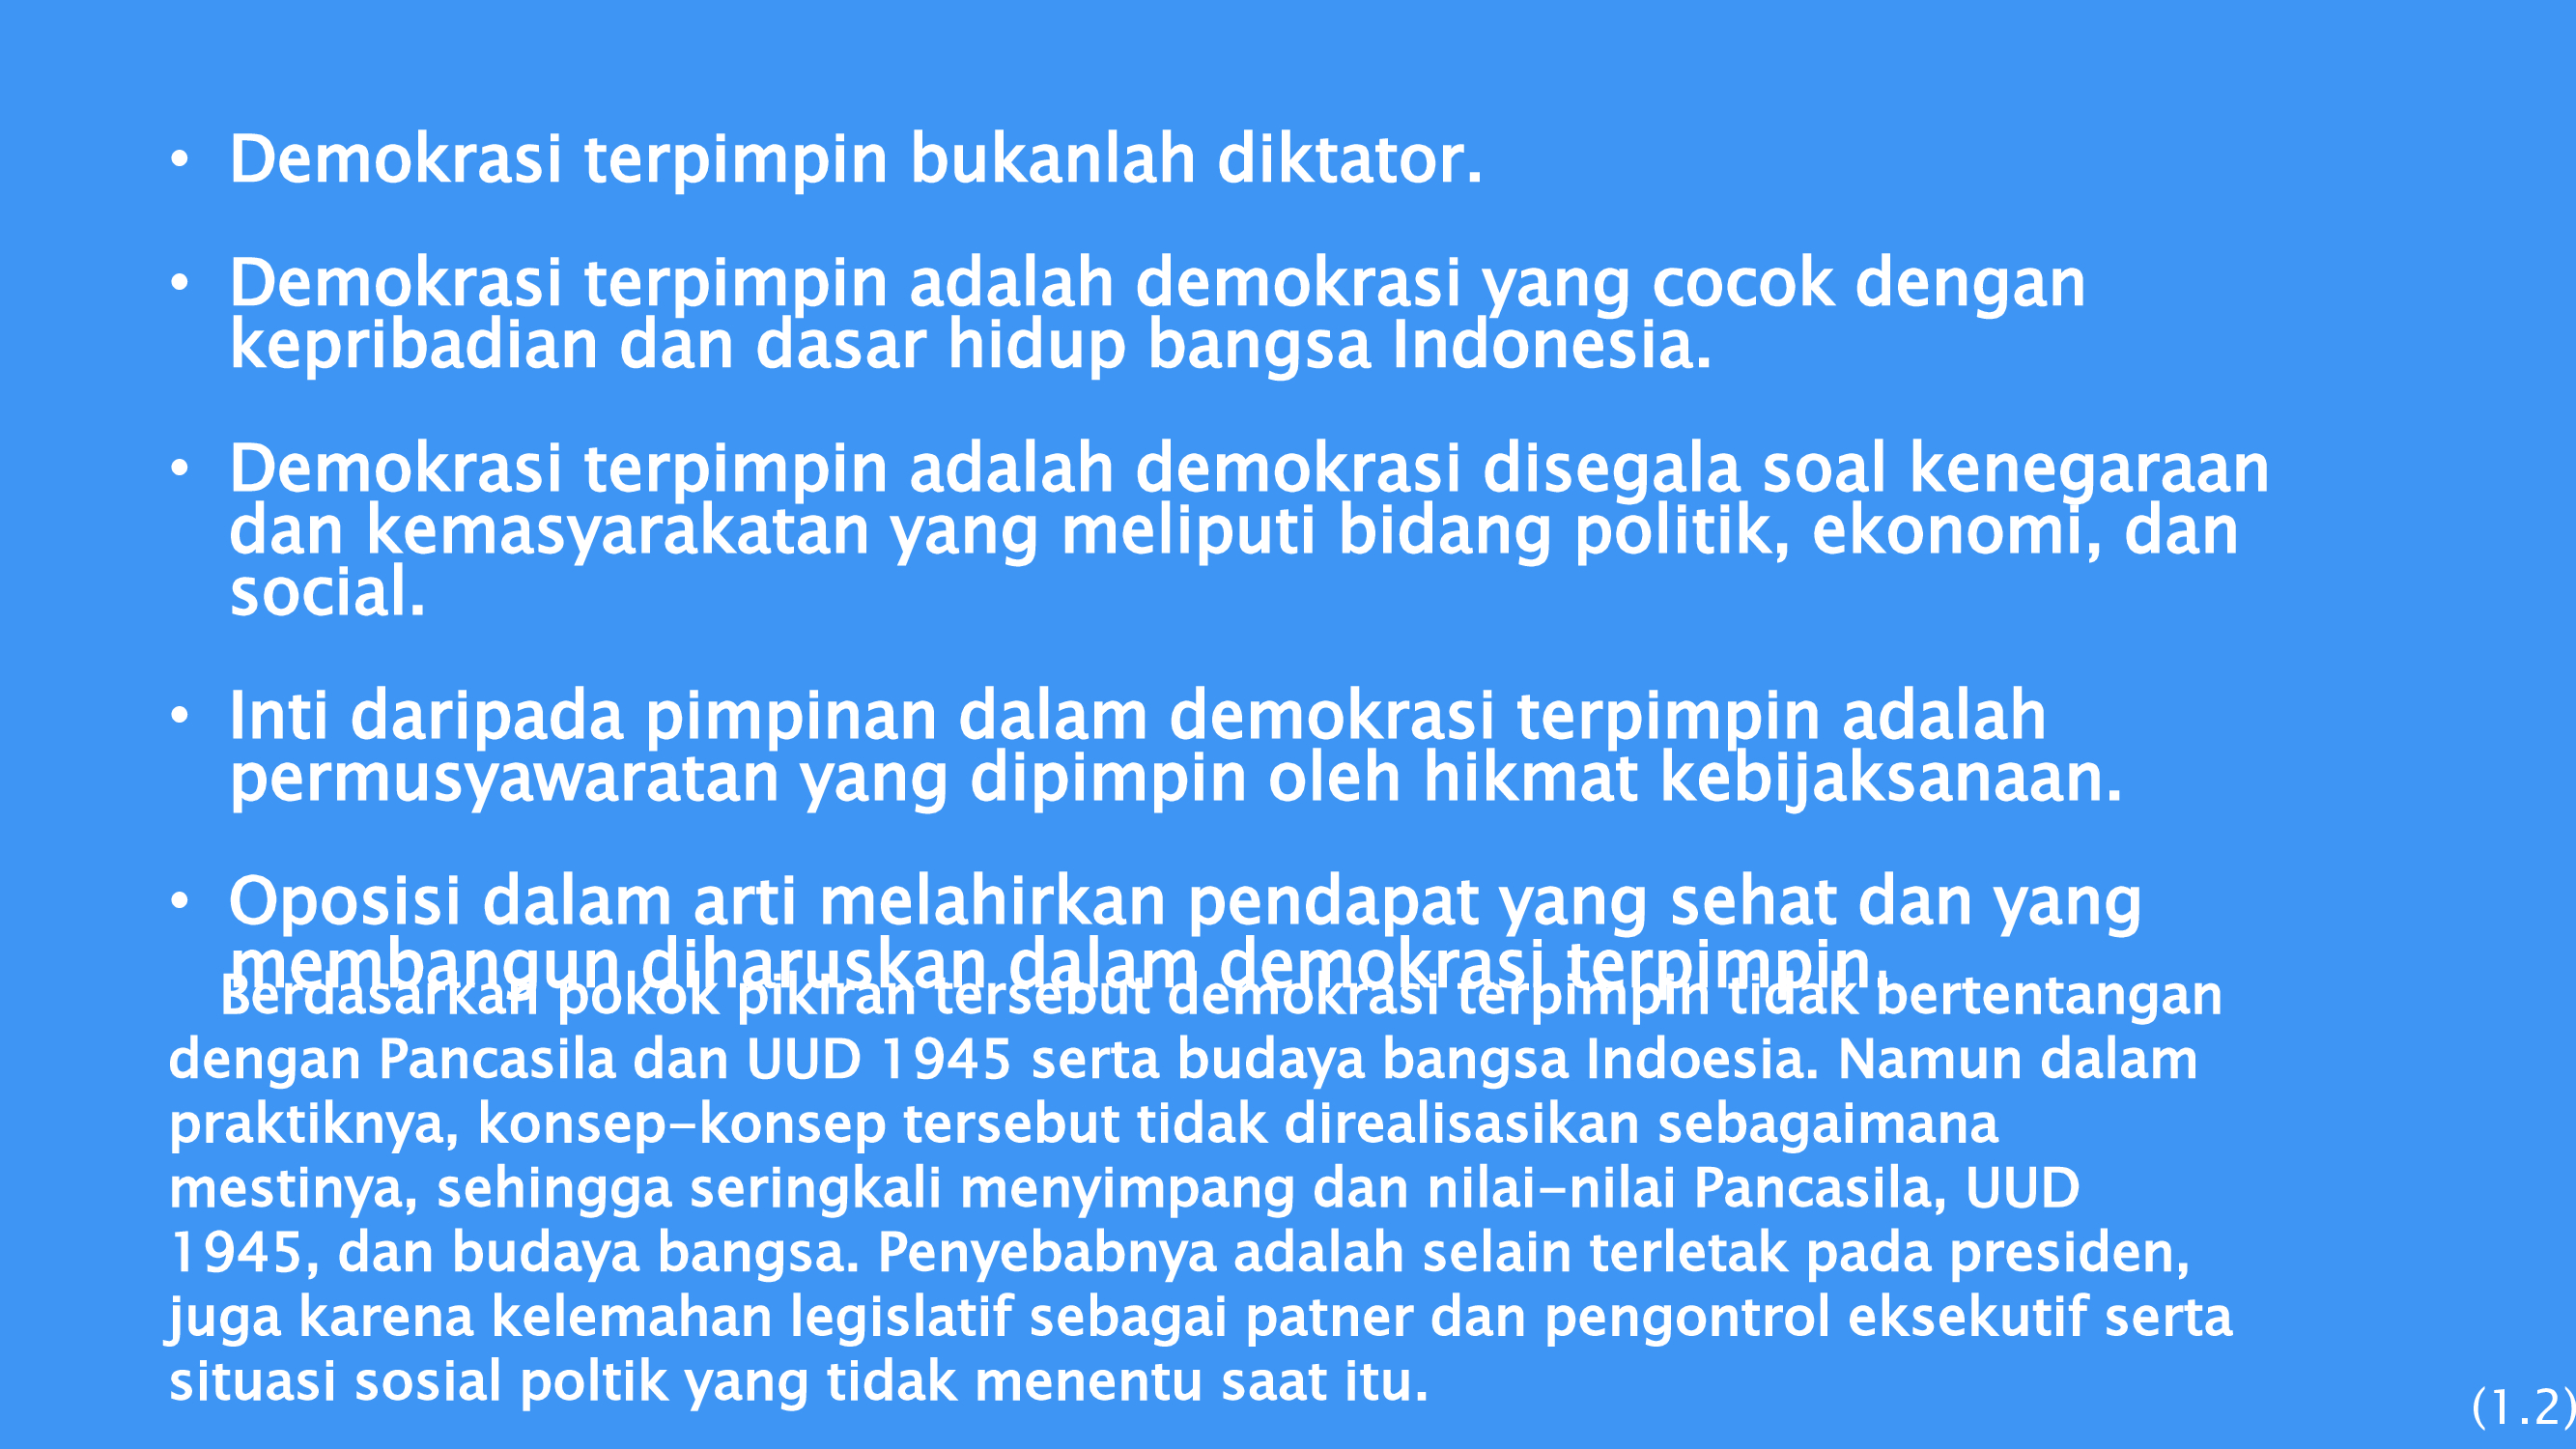 • Demokrasi terpimpin bukanlah diktator.
• Demokrasi terpimpin adalah demokrasi yang cocok dengan
kepribadian dan dasar hidup bangsa Indonesia.
• Demokrasi terpimpin adalah demokrasi disegala soal kenegaraan
dan kemasyarakatan yang meliputi bidang politik, ekonomi, dan
social.
• Inti daripada pimpinan dalam demokrasi terpimpin adalah
permusyawaratan yang dipimpin oleh hikmat kebijaksanaan.
• Oposisi dalam arti melahirkan pendapat yang sehat dan yang
membangun diharuskan dalam demokrasi terpimpin.
Berdasarkan pokok pikiran tersebut demokrasi terpimpin tidak bertentangan
dengan Pancasila dan UUD 1945 serta budaya bangsa Indoesia. Namun dalam
praktiknya, konsep-konsep tersebut tidak direalisasikan sebagaimana
mestinya, sehingga seringkali menyimpang dan nilai-nilai Pancasila, UUD
1945, dan budaya bangsa. Penyebabnya adalah selain terletak pada presiden,
juga karena kelemahan legislatif sebagai patner dan pengontrol eksekutif serta
situasi sosial poltik yang tidak menentu saat itu.
(1.2)